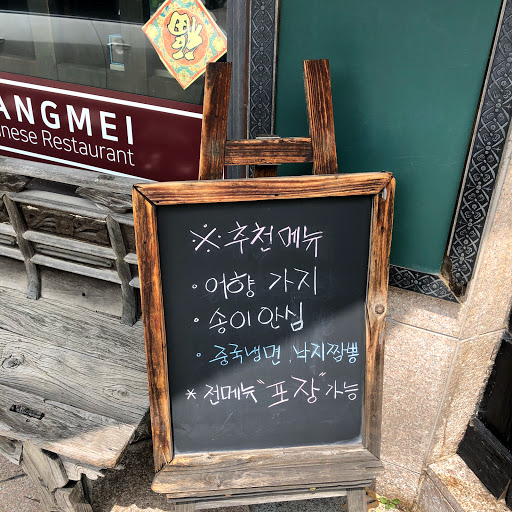 ANGMEI
nese Restaurant
※ 추천메뉴
· 어향 가지
· 송이 안심
· 중국냉면, 낙지짬뽕
* 전메뉴 "포장" 가능